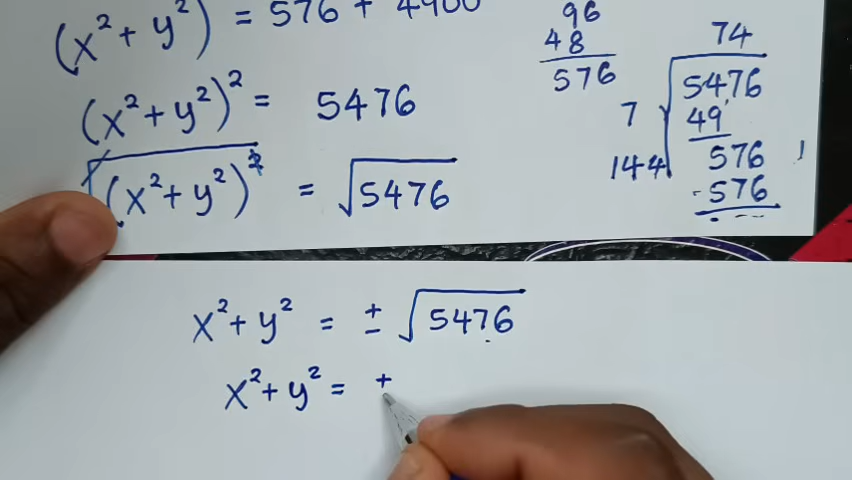 (x² + y²) = 576 + 4900
(x² + y²)² = 5476
√(x² + y²)² = √5476
96
48
576
74
7 √5476
49
144 576
-576
x² + y² = ± √5476
x² + y² = +